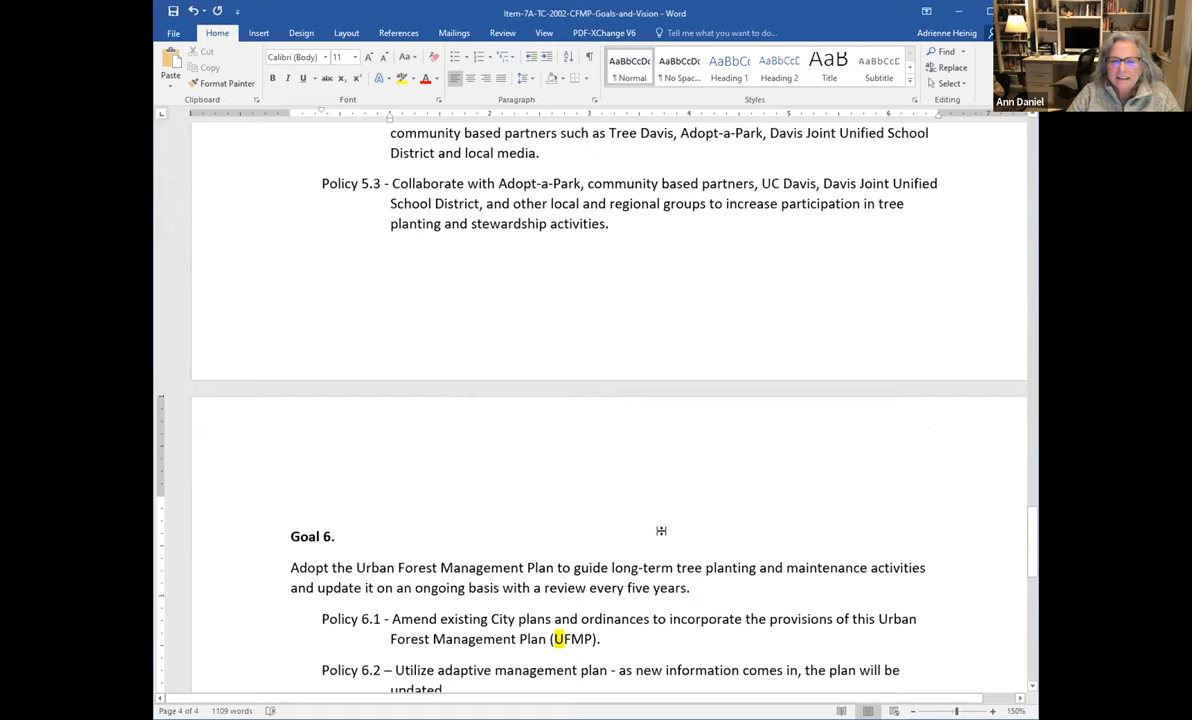 Item-7A-TC-2002-CFMP-Goals-and-Vision - Word
File Home Insert Design Layout References Mailings Review View PDF-XChange V6 Tell me what you want to do... Adrienne Heinig
Paste
Cut
Copy
Format Painter
Clipboard
Calibri (Body) 11
Font
Paragraph
AaBbCcDc AaBbCcDc AaBbCc AaBbCcD AaB AaBbCcD
¶ Normal ¶ No Spac... Heading 1 Heading 2 Title Subtitle
Styles
Find
Replace
Select
Editing
Ann Daniel
community based partners such as Tree Davis, Adopt-a-Park, Davis Joint Unified School
District and local media.
Policy 5.3 - Collaborate with Adopt-a-Park, community based partners, UC Davis, Davis Joint Unified
School District, and other local and regional groups to increase participation in tree
planting and stewardship activities.
Goal 6.
Adopt the Urban Forest Management Plan to guide long-term tree planting and maintenance activities
and update it on an ongoing basis with a review every five years.
Policy 6.1 - Amend existing City plans and ordinances to incorporate the provisions of this Urban
Forest Management Plan (UFMP).
Policy 6.2 – Utilize adaptive management plan - as new information comes in, the plan will be
updated
Page 4 of 4 1109 words 150%